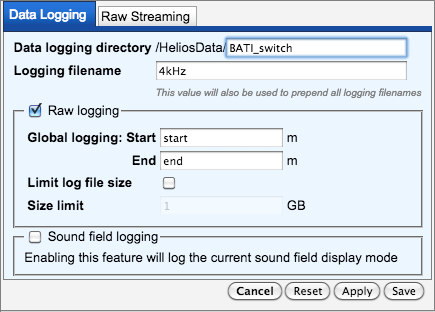 Data Logging Raw Streaming
Data logging directory /HeliosData/ BATI_switch
Logging filename 4kHz
This value will also be used to prepend all logging filenames
Raw logging
Global logging: Start start m
End end m
Limit log file size
Size limit 1 GB
Sound field logging
Enabling this feature will log the current sound field display mode
Cancel Reset Apply Save